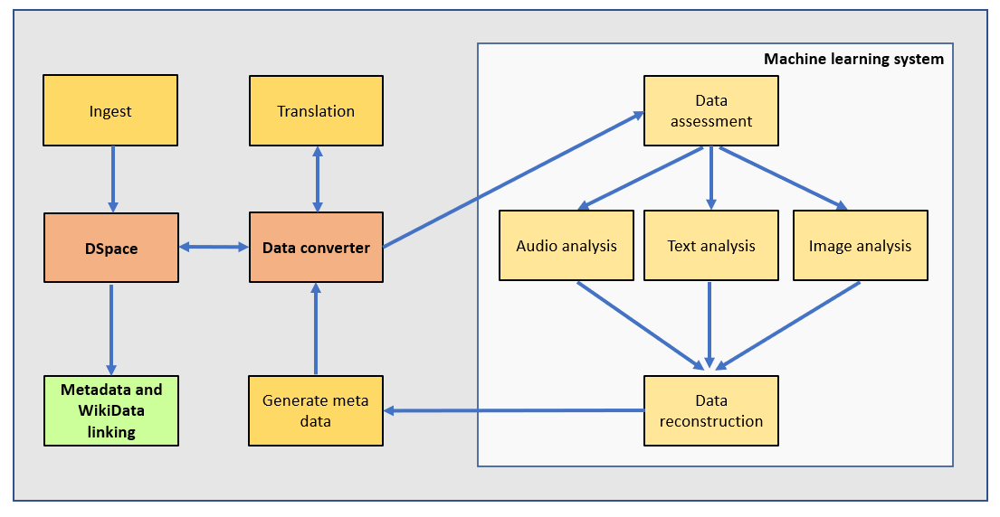 Machine learning system
Ingest
Translation
Data
assessment
DSpace
Data converter
Audio analysis
Text analysis
Image analysis
Metadata and
WikiData
linking
Generate meta
data
Data
reconstruction